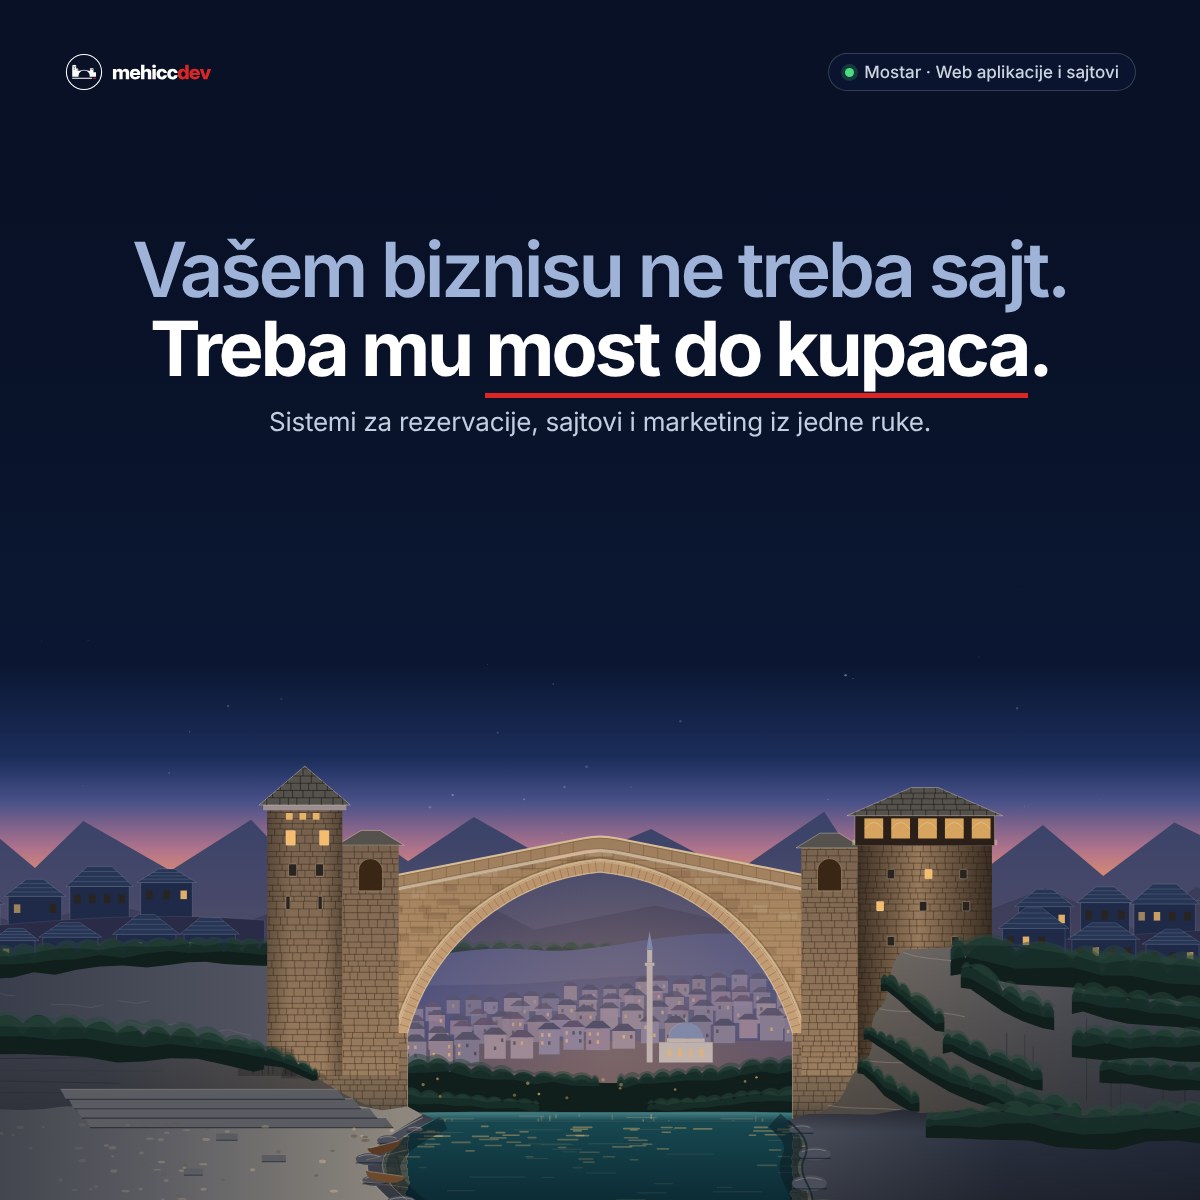 mehiccdev
Mostar · Web aplikacije i sajtovi
Vašem biznisu ne treba sajt.
Treba mu most do kupaca.
Sistemi za rezervacije, sajtovi i marketing iz jedne ruke.